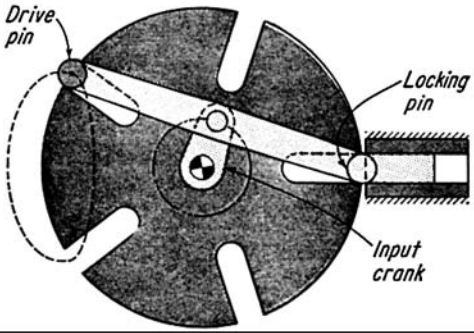 Drive
pin
Locking
pin
Input
crank